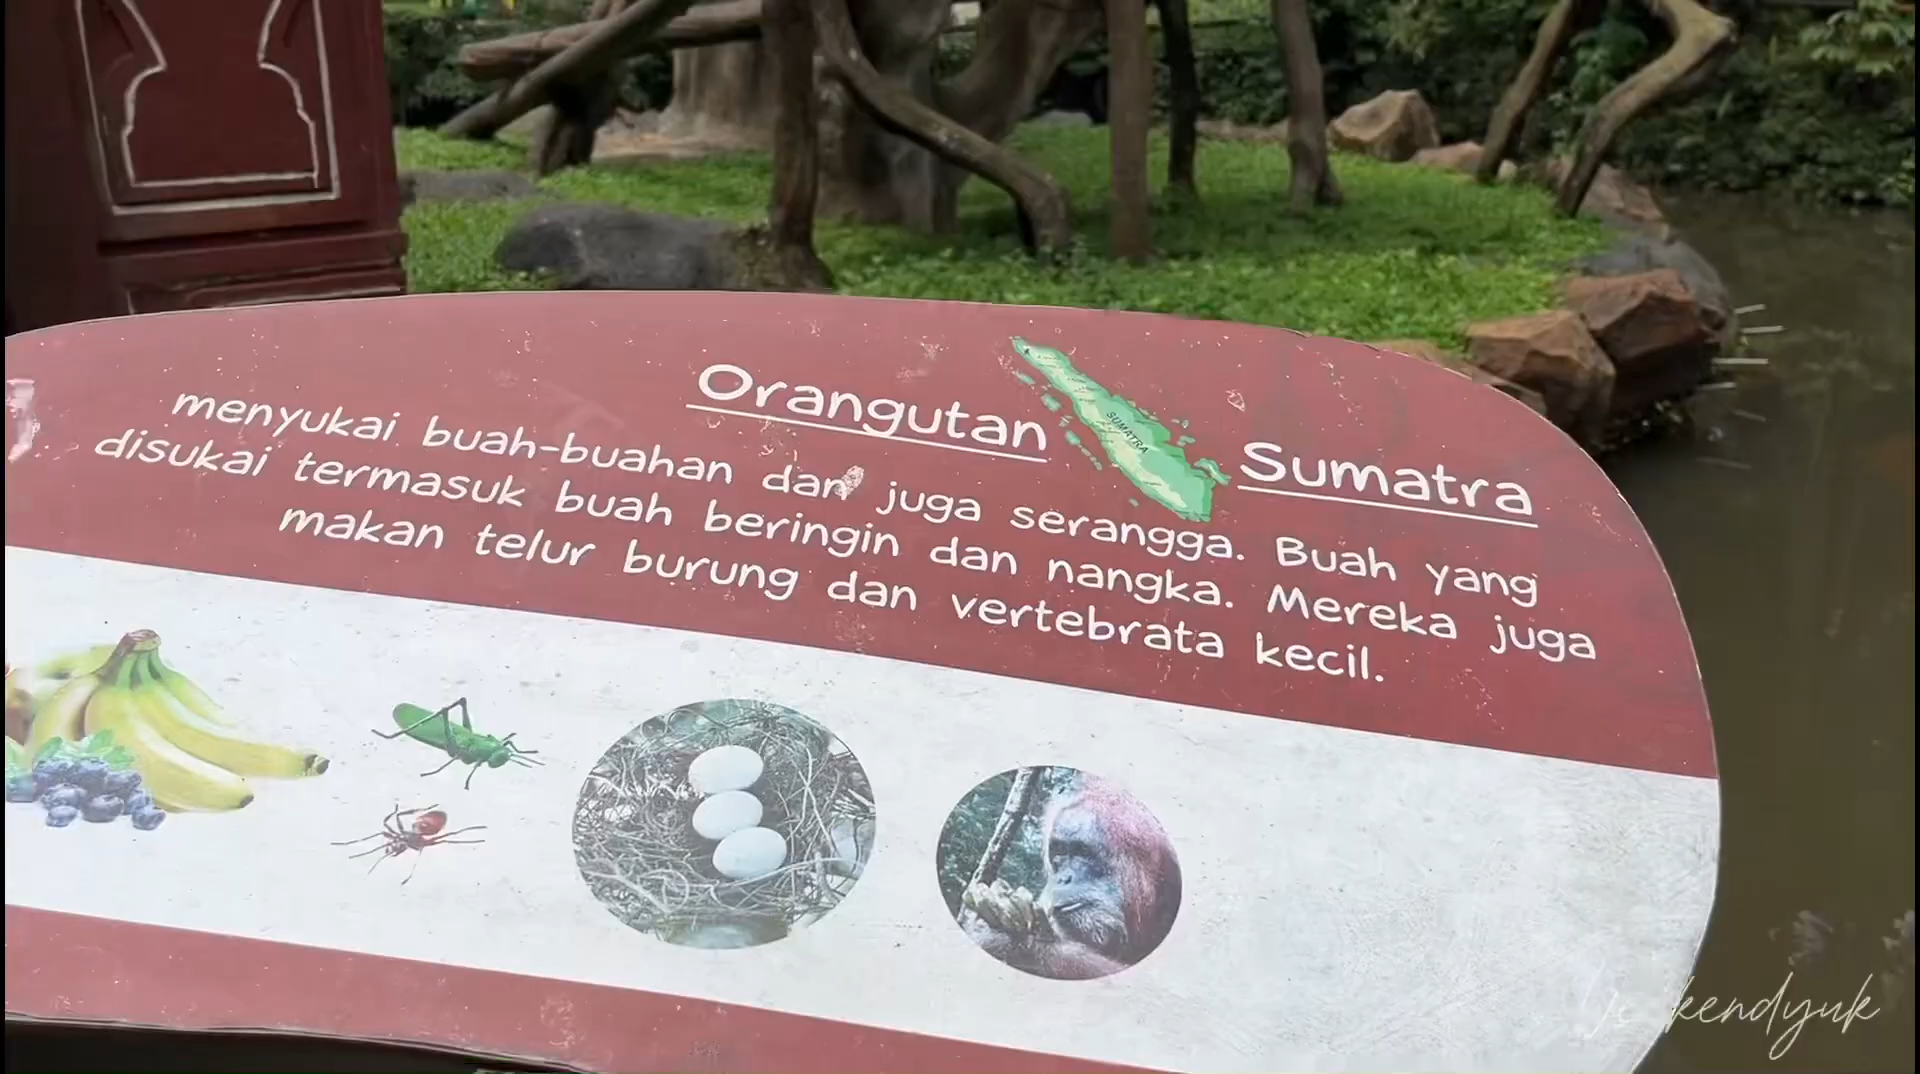 Orangutan Sumatra
SUMATRA
menyukai buah-buahan dan juga serangga. Buah yang
disukai termasuk buah beringin dan nangka. Mereka juga
makan telur burung dan vertebrata kecil.